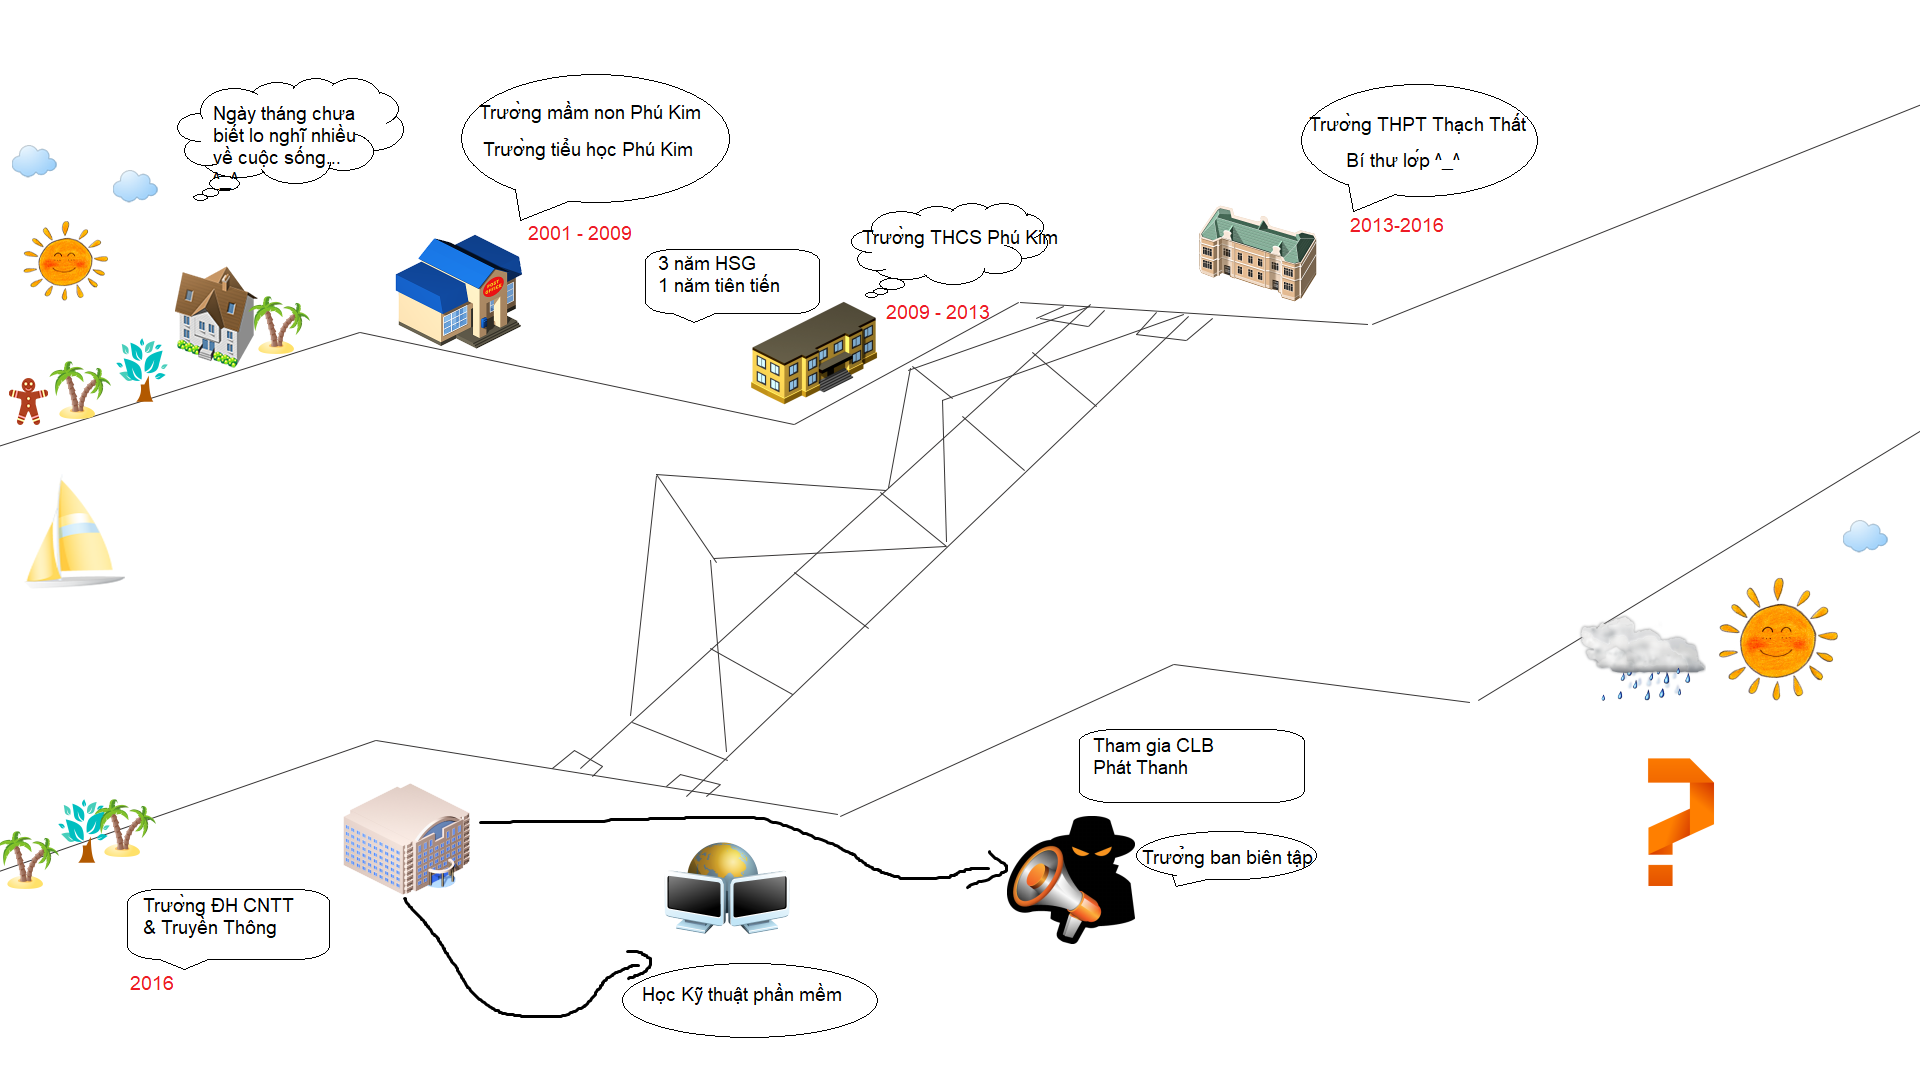 Ngày tháng chưa
biết lo nghĩ nhiều
về cuộc sống...
^_^
Trường mầm non Phú Kim
Trường tiểu học Phú Kim
2001 - 2009
POST
OFFICE
3 năm HSG
1 năm tiên tiến
Trường THCS Phú Kim
2009 - 2013
Trường THPT Thạch Thất
Bí thư lớp ^_^
2013-2016
Trường ĐH CNTT
& Truyền Thông
2016
Học Kỹ thuật phần mềm
Tham gia CLB
Phát Thanh
Trưởng ban biên tập
?